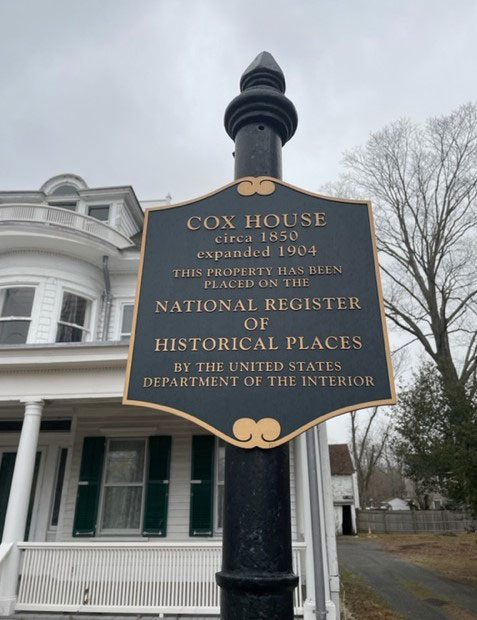 COX HOUSE
circa 1850
expanded 1904
THIS PROPERTY HAS BEEN
PLACED ON THE
NATIONAL REGISTER
OF
HISTORICAL PLACES
BY THE UNITED STATES
DEPARTMENT OF THE INTERIOR